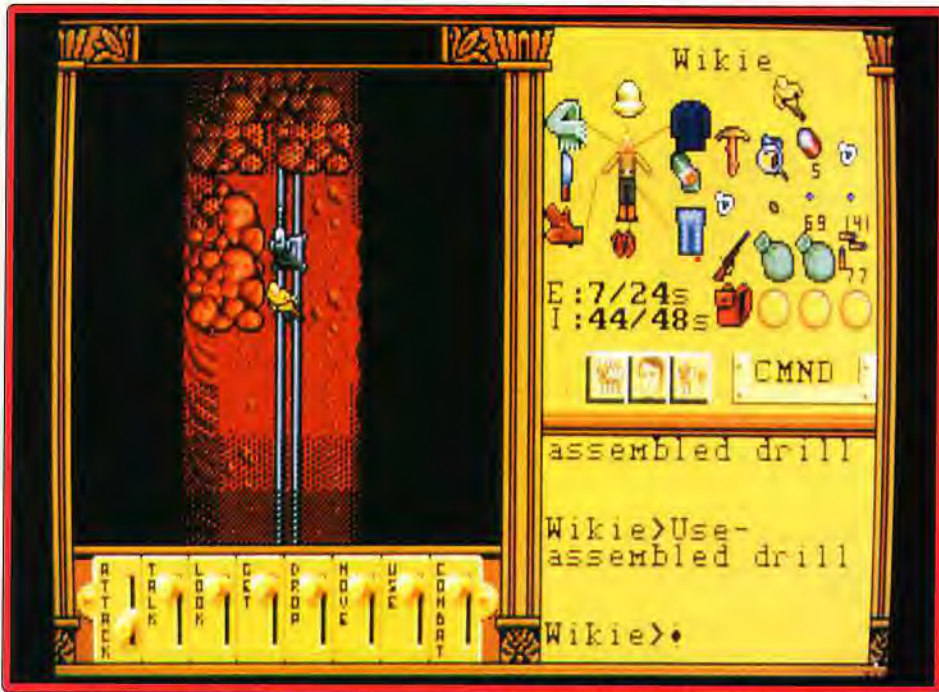 Wikie
5
69 141
77
E:7/24s
I:44/48s
CMND
assembled drill
Wikie>Use-
assembled drill
Wikie>
ATTACK
TALK
LOOK
GET
DROP
MOVE
USE
COMBAT